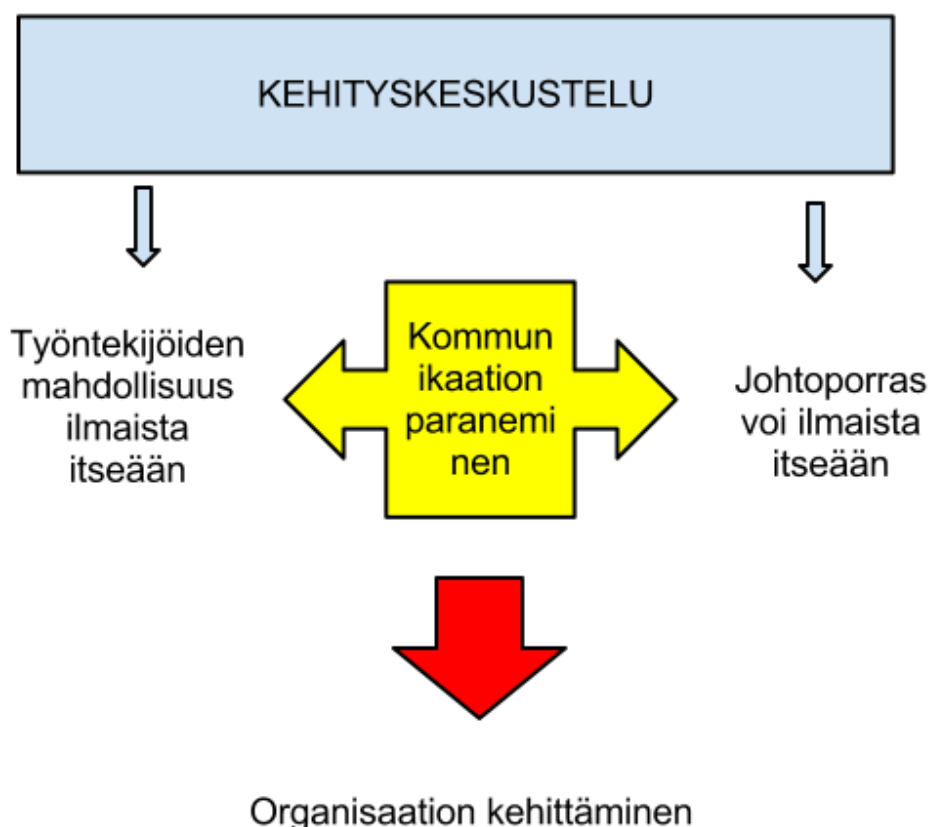 KEHITYSKESKUSTELU
Työntekijöiden
mahdollisuus
ilmaista
itseään
Kommun
ikaation
paranemi
nen
Johtoporras
voi ilmaista
itseään
Organisaation kehittäminen